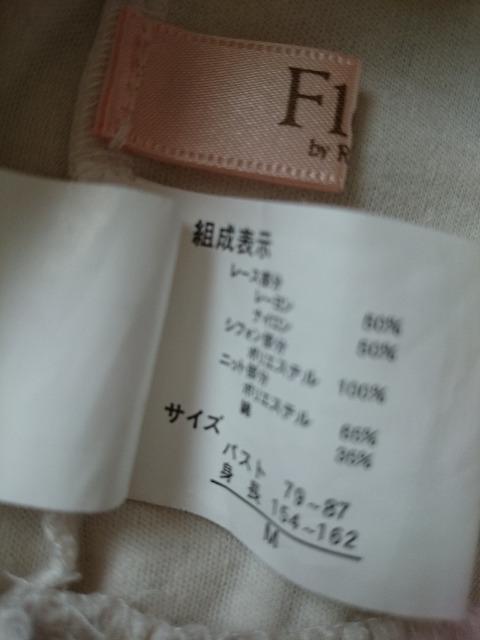 Fl
by R
組成表示
レース部分
レーヨン
ナイロン 50%
シフォン部分 50%
ポリエステル
ニット部分 100%
ポリエステル
綿
サイズ 35%
バスト 79~87
身長 154~162
M